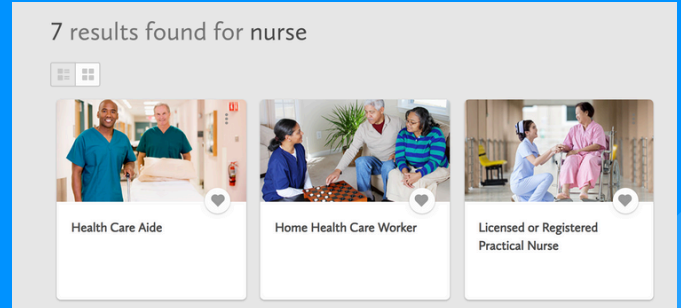 7 results found for nurse
Health Care Aide
Home Health Care Worker
Licensed or Registered
Practical Nurse